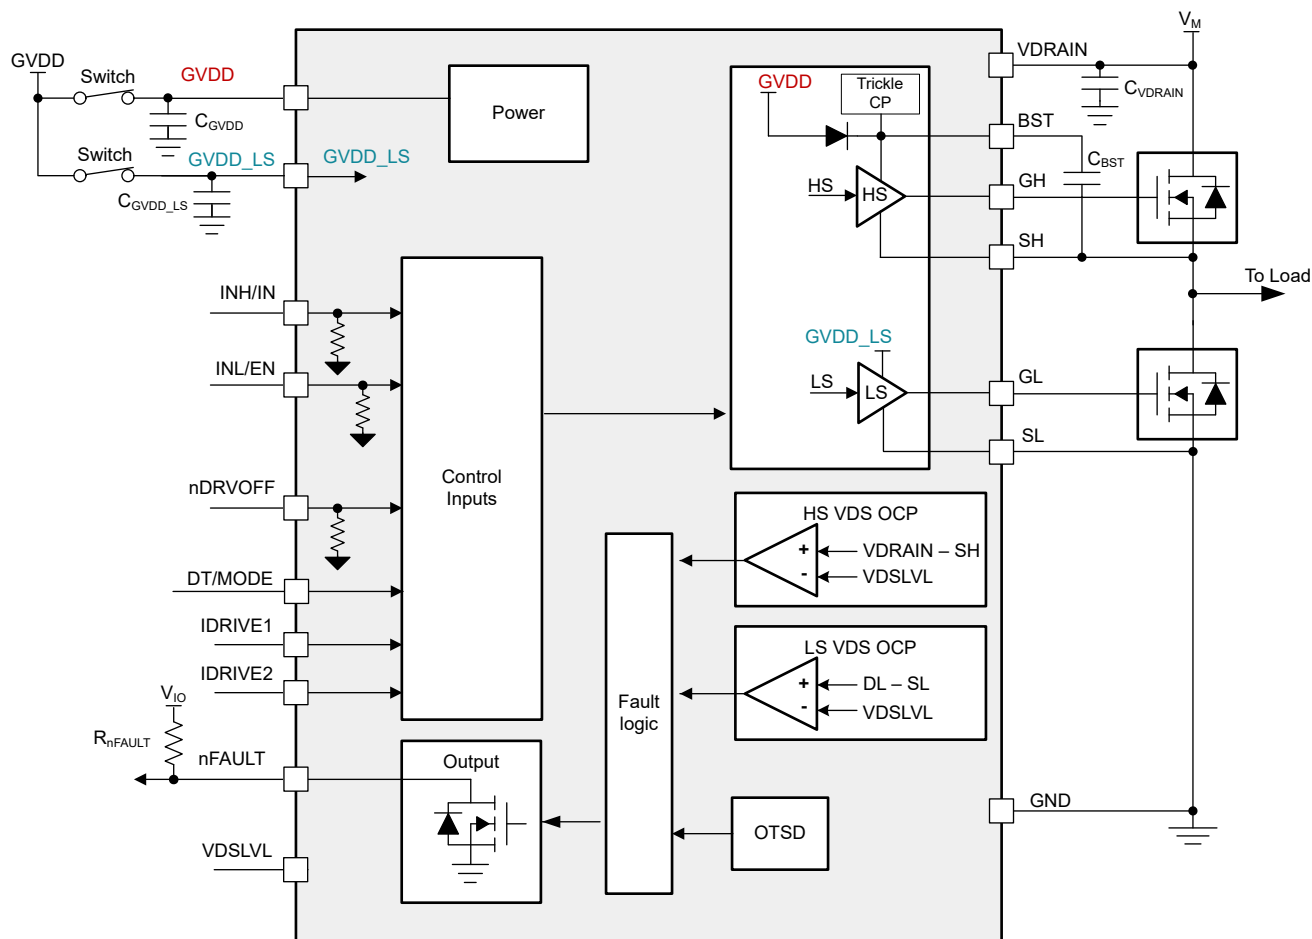 GVDD
Switch
GVDD
CGVDD
Switch
GVDD_LS
CGVDD_LS
GVDD_LS
Power
GVDD
Trickle
CP
HS
HS
GVDD_LS
LS
LS
VM
VDRAIN
CVDRAIN
BST
CBST
GH
SH
To Load
GL
SL
INH/IN
INL/EN
nDRVOFF
DT/MODE
IDRIVE1
IDRIVE2
VIO
RnFAULT
nFAULT
VDSLVL
Control
Inputs
Output
Fault
logic
HS VDS OCP
+
VDRAIN – SH
-
VDSLVL
LS VDS OCP
+
DL – SL
-
VDSLVL
OTSD
GND